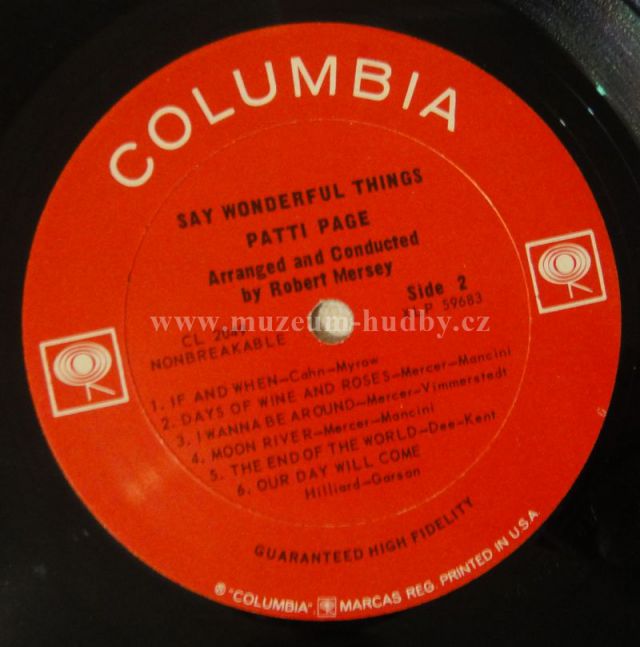 COLUMBIA
SAY WONDERFUL THINGS
PATTI PAGE
Arranged and Conducted
by Robert Mersey
Side 2
59683
CL
NONBREAKABLE
www.muzeum-hudby.cz
1. IF AND WHEN–Cahn–Myrow
2. DAYS OF WINE AND ROSES–Mercer–Mancini
3. I WANNA BE AROUND–Mercer–Vimmerstedt
4. MOON RIVER–Mercer–Mancini
5. THE END OF THE WORLD–Dee–Kent
6. OUR DAY WILL COME
Hilliard–Garson
GUARANTEED HIGH FIDELITY
® "COLUMBIA", MARCAS REG. PRINTED IN U.S.A.